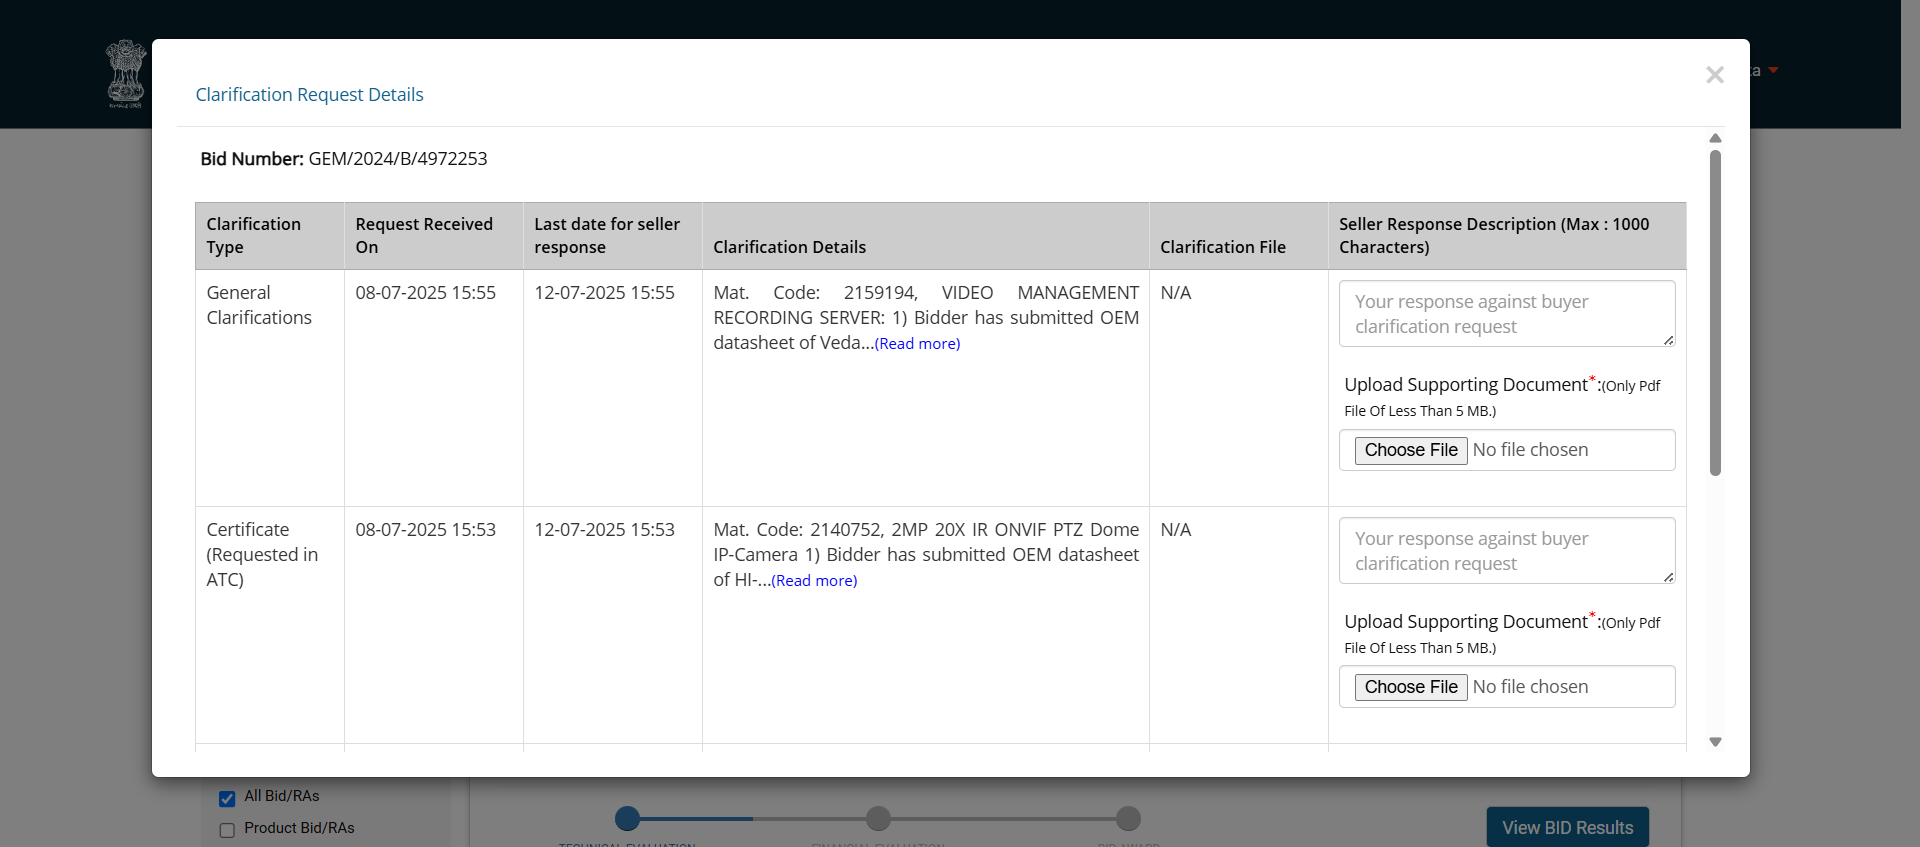 ta
Clarification Request Details
Bid Number: GEM/2024/B/4972253
Clarification Type
Request Received On
Last date for seller response
Clarification Details
Clarification File
Seller Response Description (Max : 1000 Characters)
General Clarifications
08-07-2025 15:55
12-07-2025 15:55
Mat. Code: 2159194, VIDEO MANAGEMENT
RECORDING SERVER: 1) Bidder has submitted OEM
datasheet of Veda...(Read more)
N/A
Your response against buyer
clarification request
Upload Supporting Document*:(Only Pdf
File Of Less Than 5 MB.)
Choose File No file chosen
Certificate
(Requested in
ATC)
08-07-2025 15:53
12-07-2025 15:53
Mat. Code: 2140752, 2MP 20X IR ONVIF PTZ Dome
IP-Camera 1) Bidder has submitted OEM datasheet
of HI-...(Read more)
N/A
Your response against buyer
clarification request
Upload Supporting Document*:(Only Pdf
File Of Less Than 5 MB.)
Choose File No file chosen
All Bid/RAs
Product Bid/RAs
TECHNICAL EVALUATION
FINANCIAL EVALUATION
BID AWARD
View BID Results